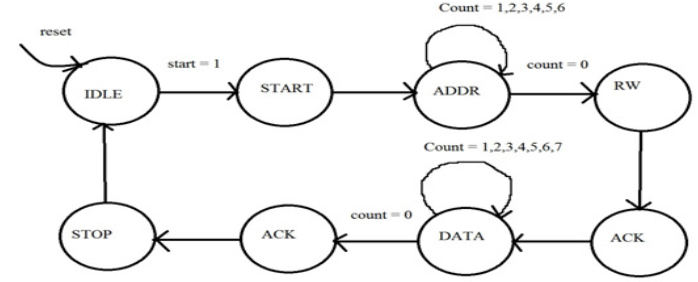 Count = 1,2,3,4,5,6
reset
start = 1
count = 0
IDLE
START
ADDR
RW
Count = 1,2,3,4,5,6,7
count = 0
STOP
ACK
DATA
ACK